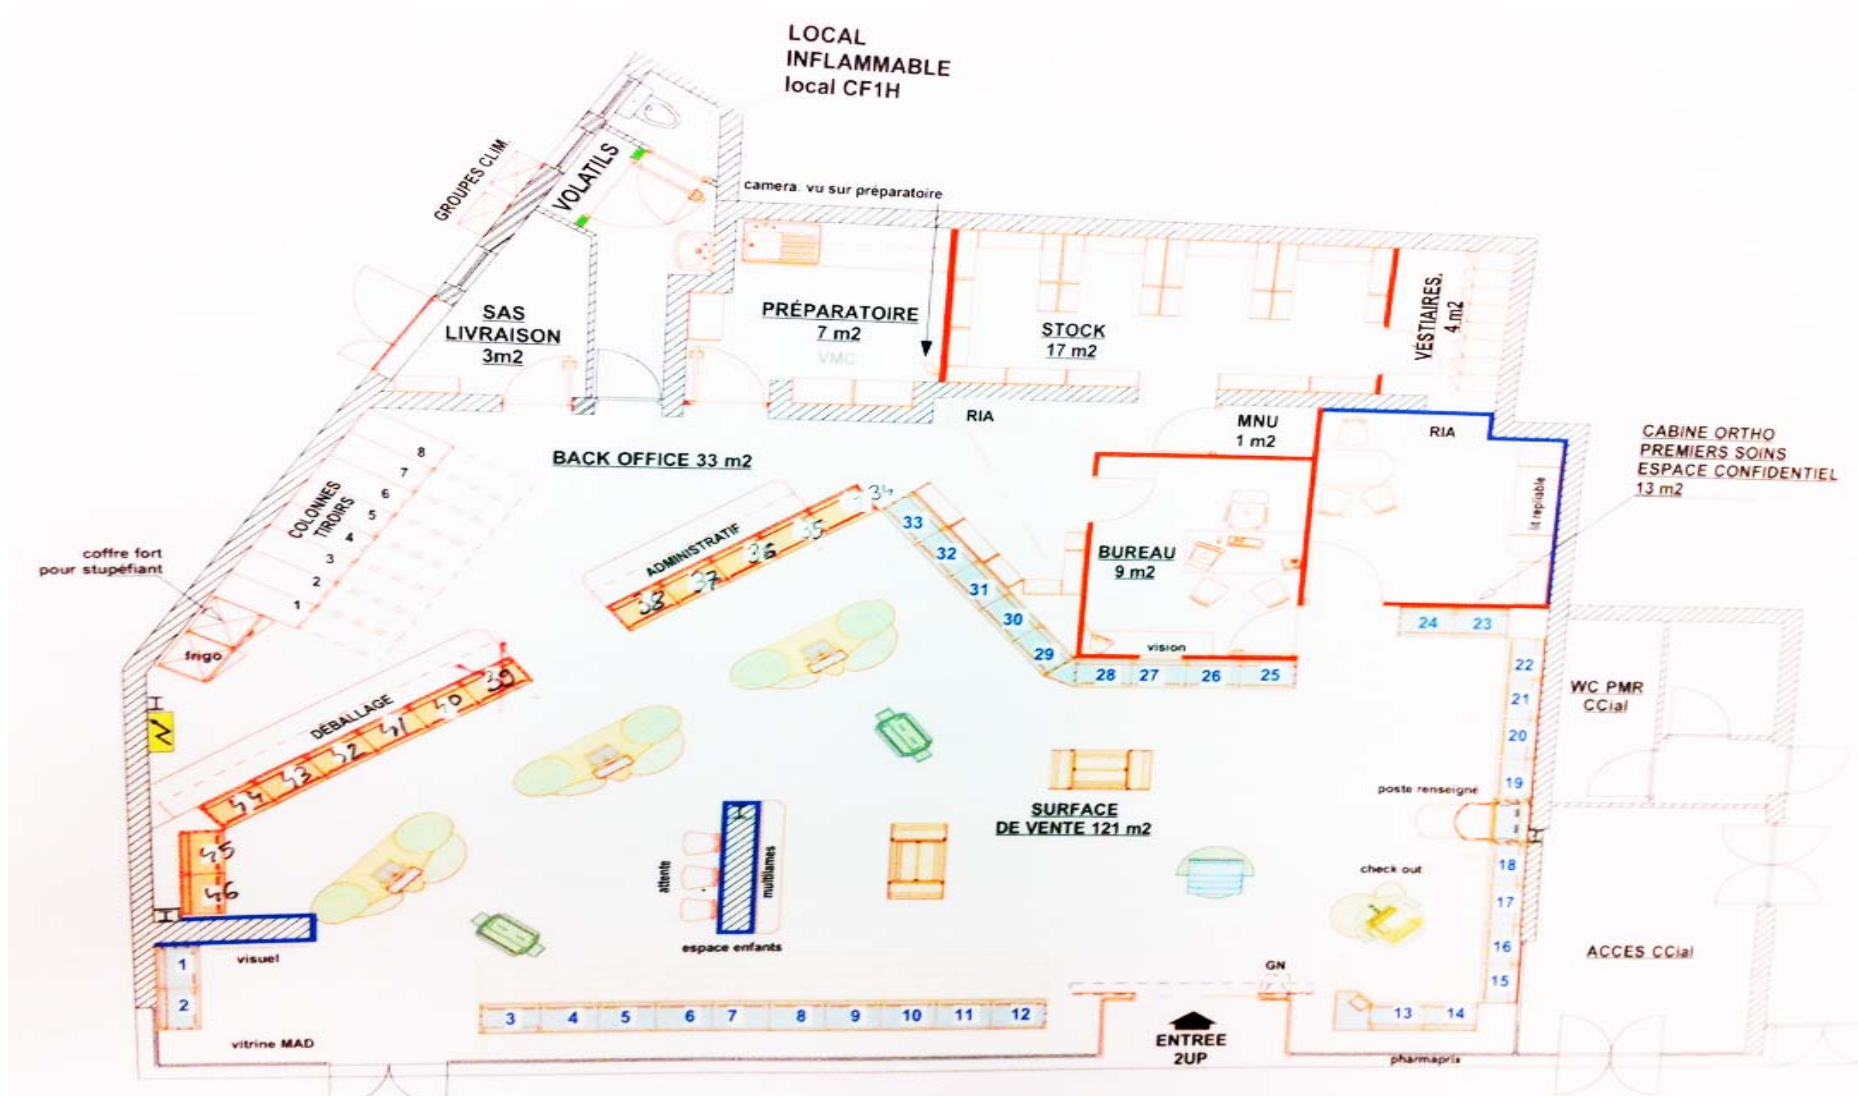 LOCAL
INFLAMMABLE
local CF1H
GROUPES CLIM.
VOLATILS
camera. vu sur préparatoire
SAS
LIVRAISON
3m2
PRÉPARATOIRE
7 m2
VMC
STOCK
17 m2
VÉSTIAIRES.
4 m2
RIA
MNU
1 m2
RIA
CABINE ORTHO
PREMIERS SOINS
ESPACE CONFIDENTIEL
13 m2
lit repliable
BACK OFFICE 33 m2
COLONNES
TIROIRS
8
7
6
5
4
3
2
1
coffre fort
pour stupéfiant
frigo
ADMINISTRATIF
38 37 36 35 34
33
32
31
30
29
BUREAU
9 m2
vision
28 27 26 25
24 23
22
21
20
19
WC PMR
CCial
DÉBALLAGE
44 43 42 41 40 39
45
46
SURFACE
DE VENTE 121 m2
poste renseigne
attente
multilames
check out
18
17
16
15
espace enfants
visuel
1
2
vitrine MAD
3 4 5 6 7 8 9 10 11 12
GN
13 14
ENTREE
2UP
pharmaprix
ACCES CCial